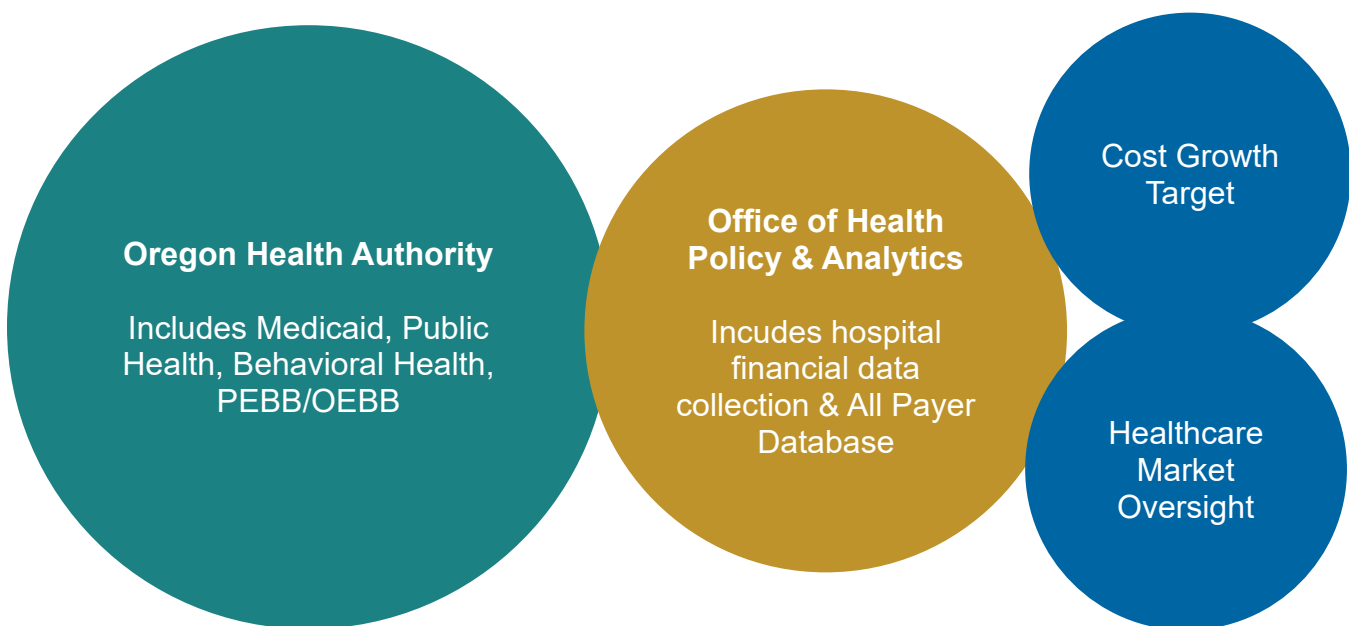 Oregon Health Authority
Includes Medicaid, Public
Health, Behavioral Health,
PEBB/OEBB
Office of Health
Policy & Analytics
Incudes hospital
financial data
collection & All Payer
Database
Cost Growth
Target
Healthcare
Market
Oversight